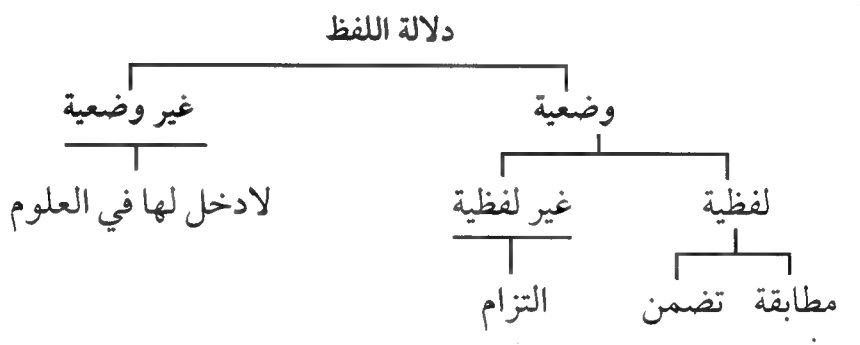 دلالة اللفظ
وضعية غير وضعية
لفظية غير لفظية لادخل لها في العلوم
مطابقة تضمن التزام